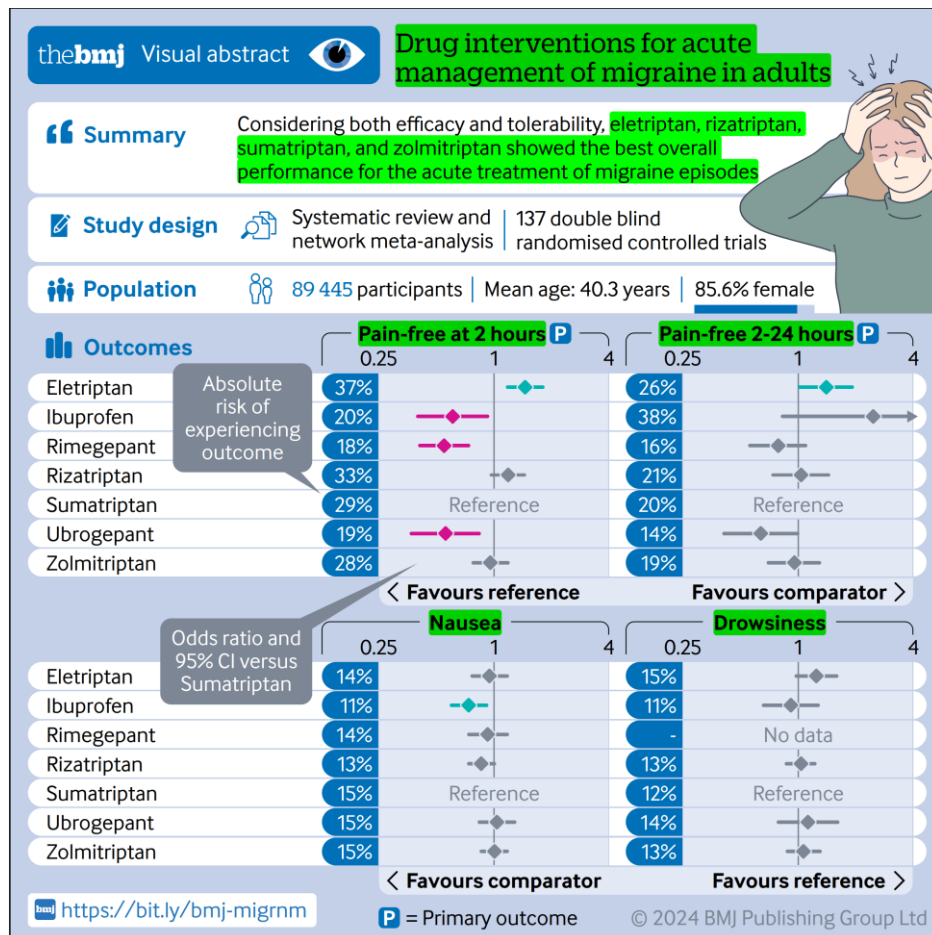 thebmj Visual abstract
Drug interventions for acute
management of migraine in adults
Summary
Considering both efficacy and tolerability, eletriptan, rizatriptan,
sumatriptan, and zolmitriptan showed the best overall
performance for the acute treatment of migraine episodes
Study design
Systematic review and
network meta-analysis
137 double blind
randomised controlled trials
Population
89 445 participants
Mean age: 40.3 years
85.6% female
Outcomes
Pain-free at 2 hours P
Pain-free 2-24 hours P
0.25 1 4
0.25 1 4
Absolute
risk of
experiencing
outcome
Eletriptan 37% 26%
Ibuprofen 20% 38%
Rimegepant 18% 16%
Rizatriptan 33% 21%
Sumatriptan 29% Reference 20% Reference
Ubrogepant 19% 14%
Zolmitriptan 28% 19%
< Favours reference
Favours comparator >
Odds ratio and
95% CI versus
Sumatriptan
Nausea
Drowsiness
0.25 1 4
0.25 1 4
Eletriptan 14% 15%
Ibuprofen 11% 11%
Rimegepant 14% - No data
Rizatriptan 13% 13%
Sumatriptan 15% Reference 12% Reference
Ubrogepant 15% 14%
Zolmitriptan 15% 13%
< Favours comparator
Favours reference >
bmj https://bit.ly/bmj-migrnm
P = Primary outcome
© 2024 BMJ Publishing Group Ltd